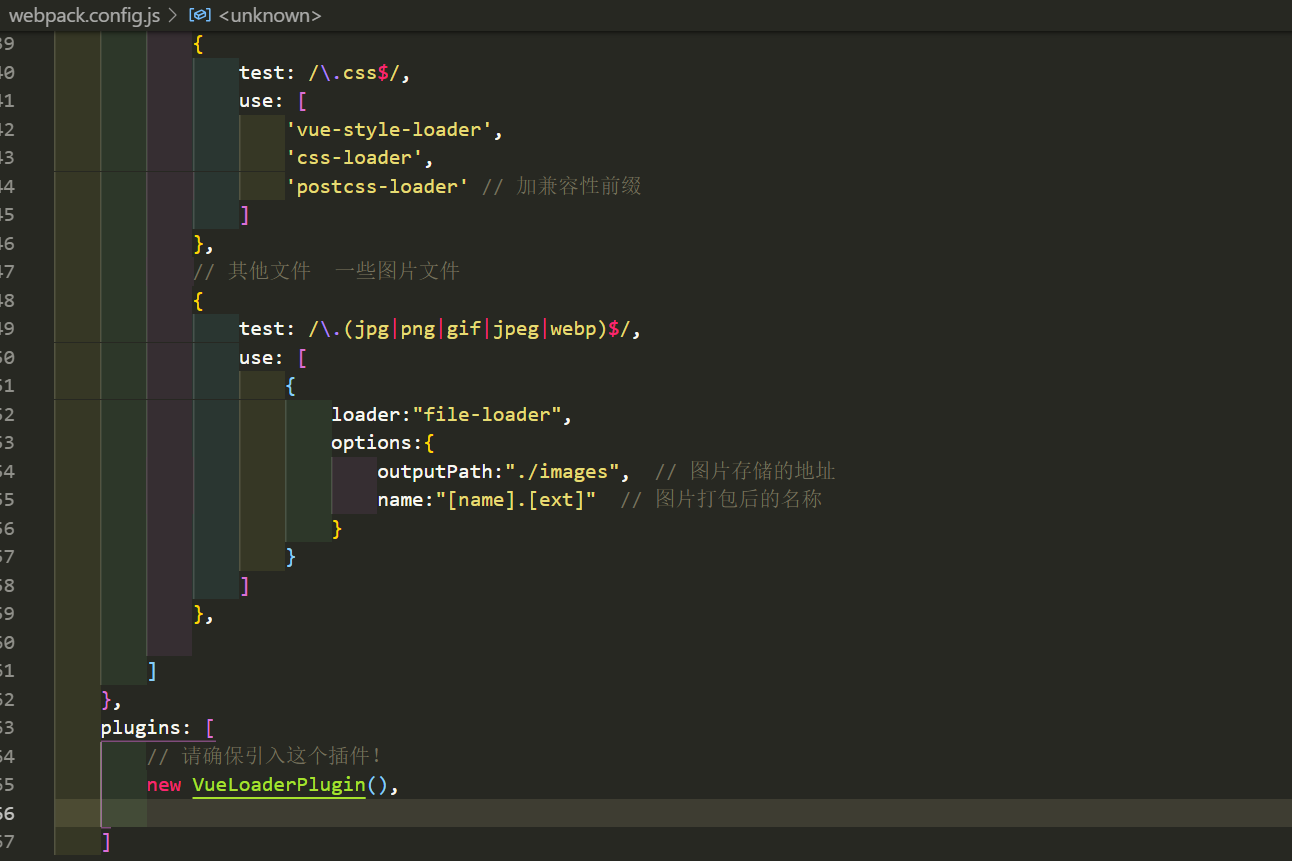 webpack.config.js > <unknown>
39 {
40 test: /\.css$/,
41 use: [
42 'vue-style-loader',
43 'css-loader',
44 'postcss-loader' // 加兼容性前缀
45 ]
46 },
47 // 其他文件  一些图片文件
48 {
49 test: /\.(jpg|png|gif|jpeg|webp)$/,
50 use: [
51 {
52 loader:"file-loader",
53 options:{
54 outputPath:"./images",  // 图片存储的地址
55 name:"[name].[ext]"  // 图片打包后的名称
56 }
57 }
58 ]
59 },
60
61 ]
62 },
63 plugins: [
64 // 请确保引入这个插件！
65 new VueLoaderPlugin(),
66
67 ]